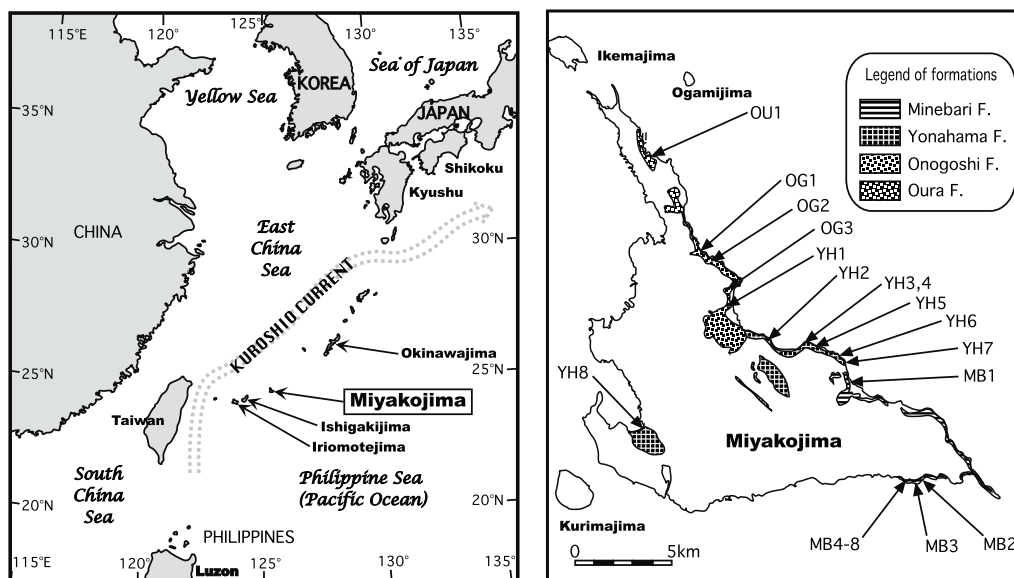 115°E
120°
125°
130°
135°
Sea of Japan
KOREA
Yellow Sea
35°N
JAPAN
Shikoku
Kyushu
CHINA
East
China
Sea
30°N
30°N
KUROSHIO CURRENT
Okinawajima
25°N
25°N
Miyakojima
Taiwan
Ishigakijima
Iriomotejima
Philippine Sea
(Pacific Ocean)
South
China
Sea
20°N
20°N
PHILIPPINES
Luzon
115°E
120°
125°
130°
135°
Ikemajima
Ogamijima
OU1
Legend of formations
Minebari F.
Yonahama F.
Onogoshi F.
Oura F.
OG1
OG2
OG3
YH1
YH2
YH3,4
YH5
YH6
YH7
MB1
YH8
Miyakojima
Kurimajima
0
5km
MB4-8
MB3
MB2